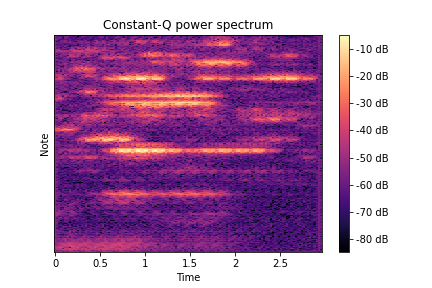 Constant-Q power spectrum
Note
-10 dB
-20 dB
-30 dB
-40 dB
-50 dB
-60 dB
-70 dB
-80 dB
0 0.5 1 1.5 2 2.5
Time